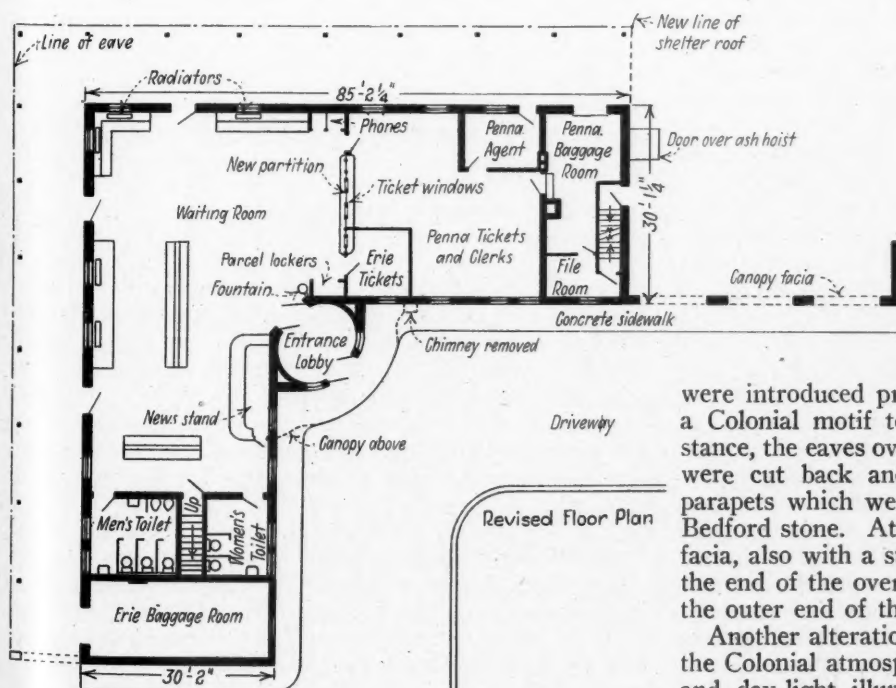 Line of eave
New line of
shelter roof
Radiators
85'-2¼"
Phones
Penna.
Agent
Penna.
Baggage
Room
Door over ash hoist
New partition
Ticket windows
30'-1¼"
Waiting Room
Penna Tickets
and Clerks
Parcel lockers
Erie
Tickets
File
Room
Fountain
Canopy facia
Concrete sidewalk
Entrance
Lobby
Chimney removed
News stand
Canopy above
Driveway
Men's Toilet
Up
Women's
Toilet
Revised Floor Plan
Erie Baggage Room
30'-2"
were introduced pr
a Colonial motif t
stance, the eaves ov
were cut back an
parapets which we
Bedford stone. At
facia, also with a s
the end of the over
the outer end of th
Another alteratio
the Colonial atmosp